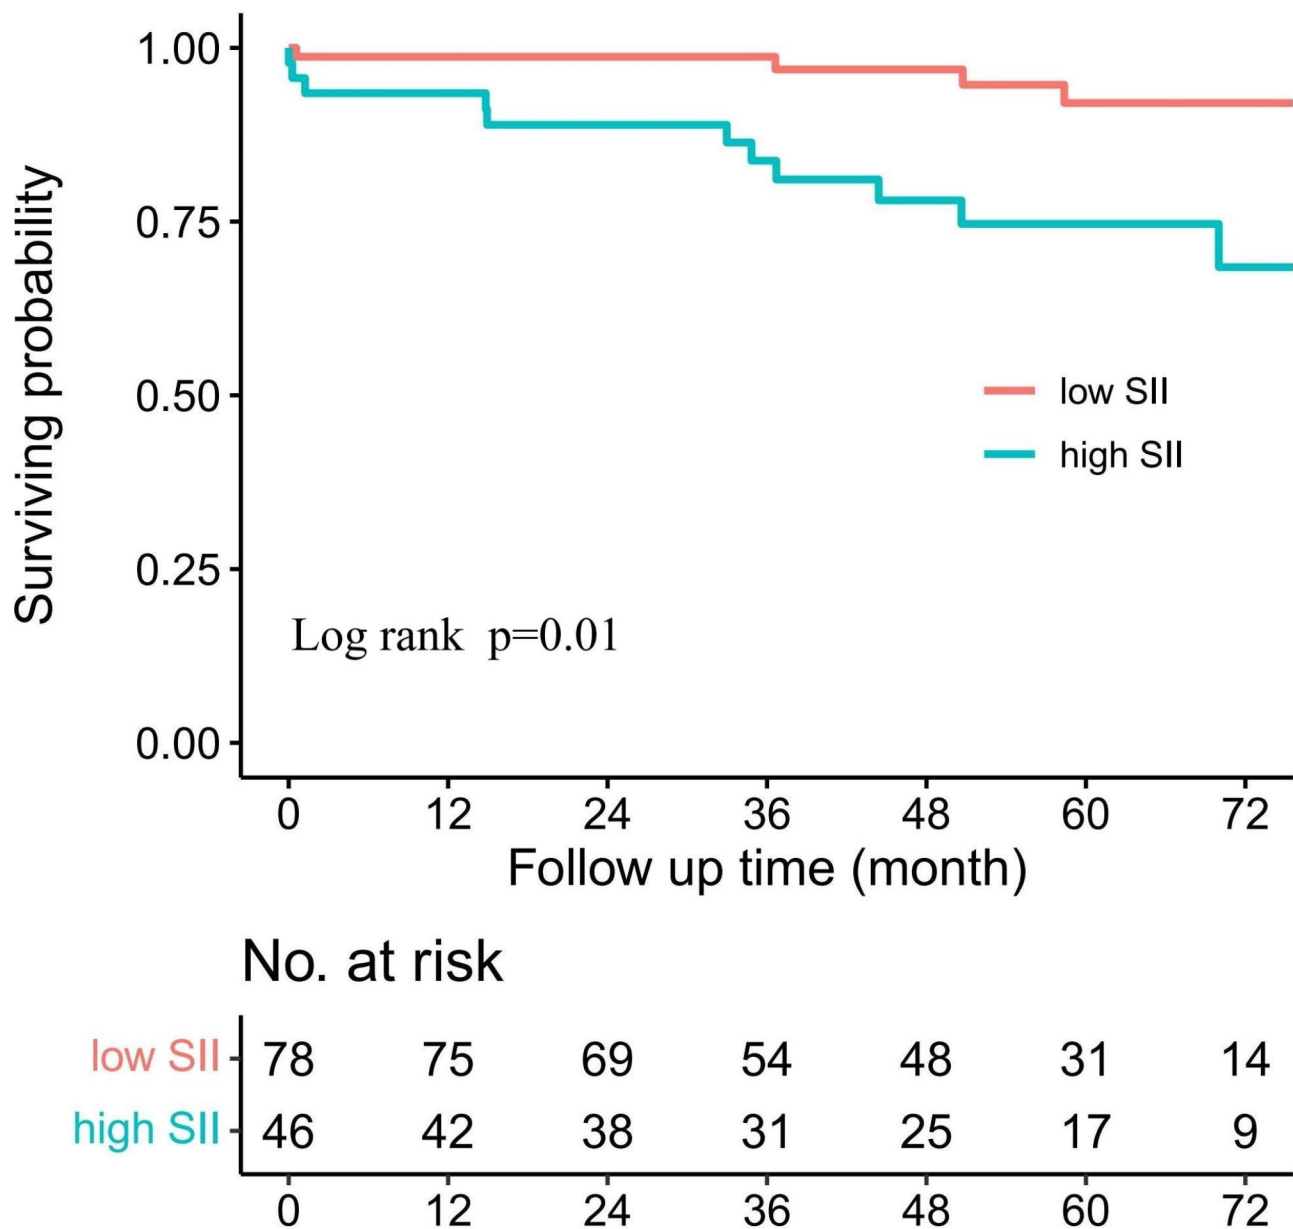 Surviving probability
1.00
0.75
0.50
0.25
0.00
low SII
high SII
Log rank p=0.01
0 12 24 36 48 60 72
Follow up time (month)
No. at risk
low SII 78 75 69 54 48 31 14
high SII 46 42 38 31 25 17 9
0 12 24 36 48 60 72